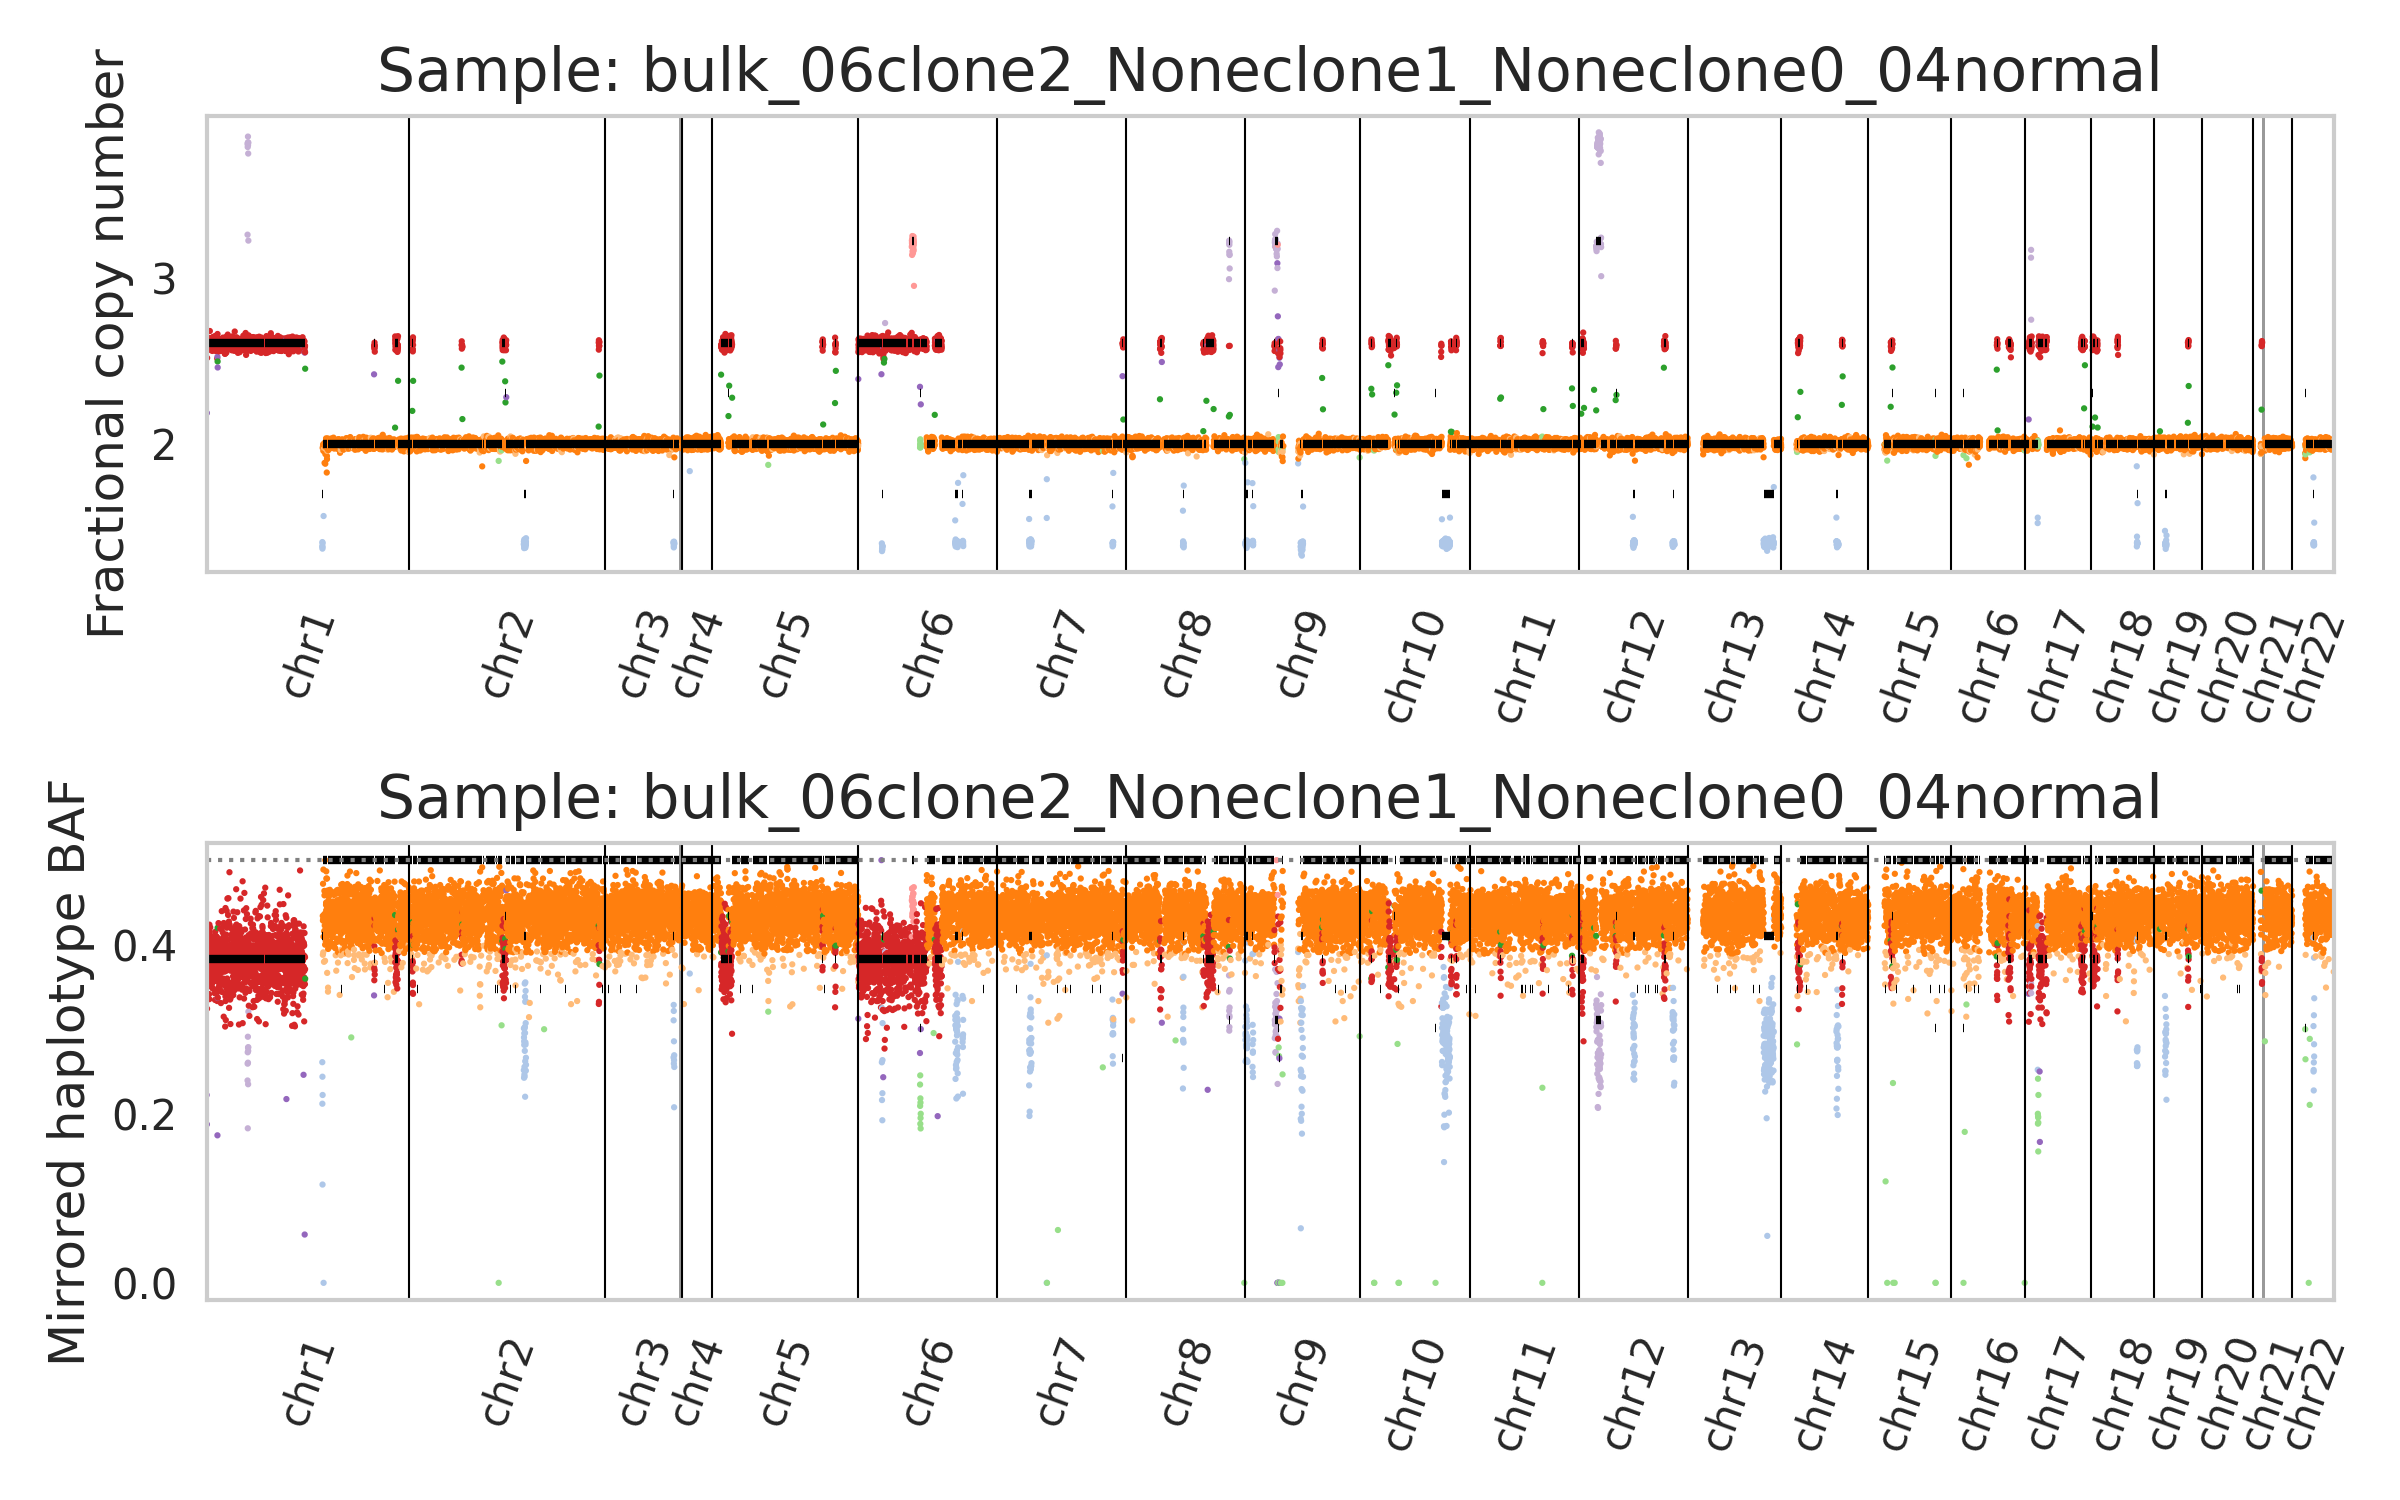 Sample: bulk_06clone2_Noneclone1_Noneclone0_04normal
Fractional copy number
3
2
chr1 chr2 chr3 chr4 chr5 chr6 chr7 chr8 chr9 chr10 chr11 chr12 chr13 chr14 chr15 chr16 chr17 chr18 chr19 chr20 chr21 chr22
Sample: bulk_06clone2_Noneclone1_Noneclone0_04normal
Mirrored haplotype BAF
0.4
0.2
0.0
chr1 chr2 chr3 chr4 chr5 chr6 chr7 chr8 chr9 chr10 chr11 chr12 chr13 chr14 chr15 chr16 chr17 chr18 chr19 chr20 chr21 chr22